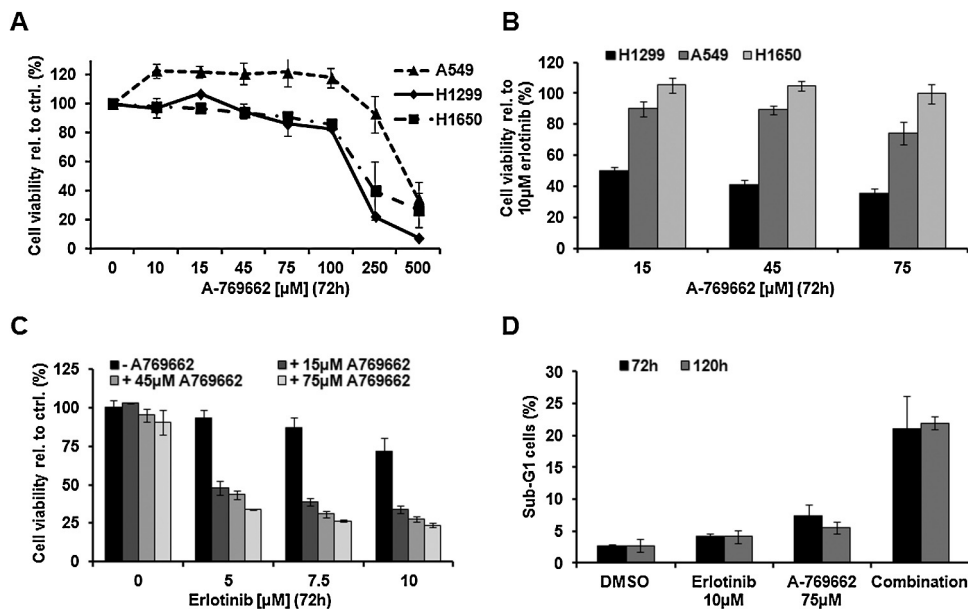 A
Cell viability rel. to ctrl. (%)
120
100
80
60
40
20
0
A549
H1299
H1650
0 10 15 45 75 100 250 500
A-769662 [µM] (72h)
B
Cell viability rel. to
10µM erlotinib (%)
H1299 A549 H1650
120
100
80
60
40
20
0
15 45 75
A-769662 [µM] (72h)
C
Cell viability rel. to ctrl. (%)
125
100
75
50
25
0
- A769662 + 15µM A769662
+ 45µM A769662 + 75µM A769662
0 5 7.5 10
Erlotinib [µM] (72h)
D
Sub-G1 cells (%)
72h 120h
30
25
20
15
10
5
0
DMSO Erlotinib A-769662 Combination
10µM 75µM